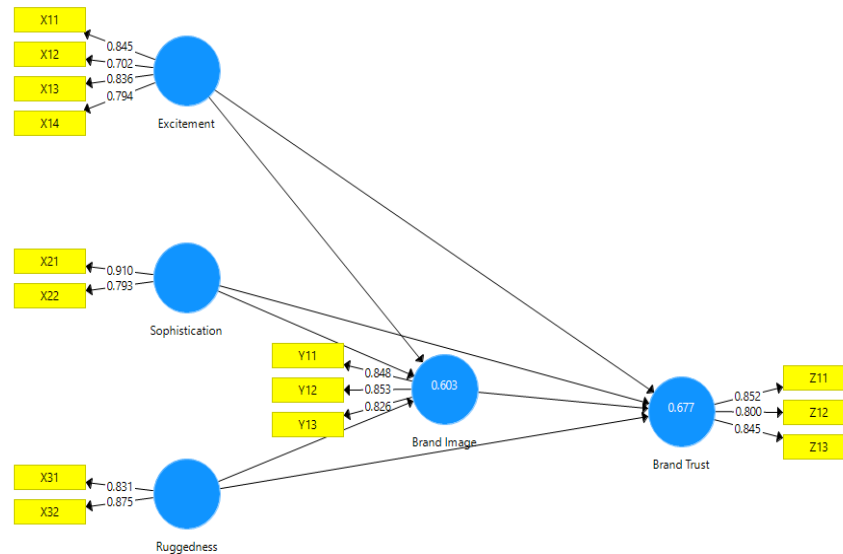 X11
0.845
X12
0.702
X13
0.836
X14
0.794
Excitement
X21
0.910
X22
0.793
Sophistication
Y11
0.848
Y12
0.853
Y13
0.826
0.603
Brand Image
Z11
0.852
0.677
Z12
0.800
Z13
0.845
Brand Trust
X31
0.831
X32
0.875
Ruggedness